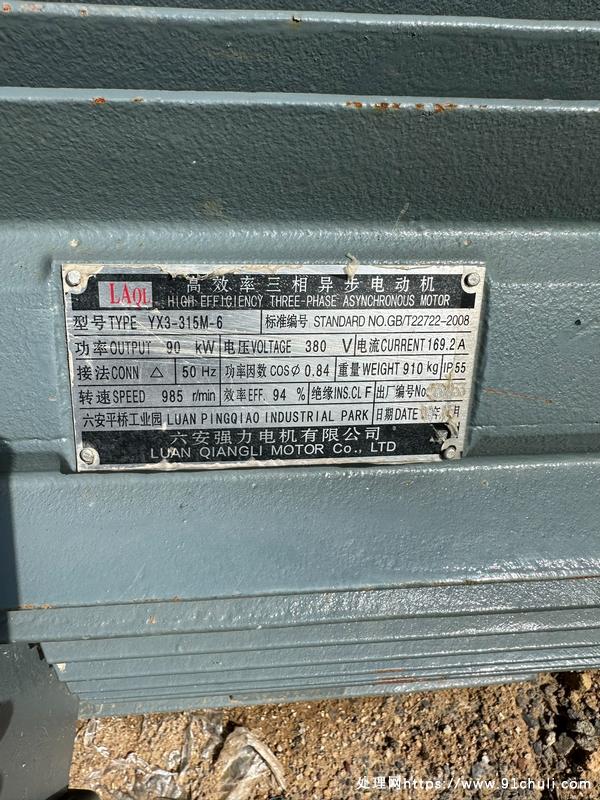 LAQL 高效率三相异步电动机
HIGH EFFICIENCY THREE-PHASE ASYNCHRONOUS MOTOR
型号TYPE YX3-315M-6 标准编号 STANDARD NO.GB/T22722-2008
功率OUTPUT 90 kW 电压VOLTAGE 380 V 电流CURRENT 169.2 A
接法CONN △ 50 Hz 功率因数COSØ 0.84 重量WEIGHT 910 kg IP55
转速SPEED 985 r/min 效率EFF. 94 % 绝缘INS.CL F 出厂编号No.
六安平桥工业园 LUAN PINGQIAO INDUSTRIAL PARK 日期DATE 年 月
六安强力电机有限公司
LUAN QIANGLI MOTOR Co., LTD
处理网https://www.91chuli.com